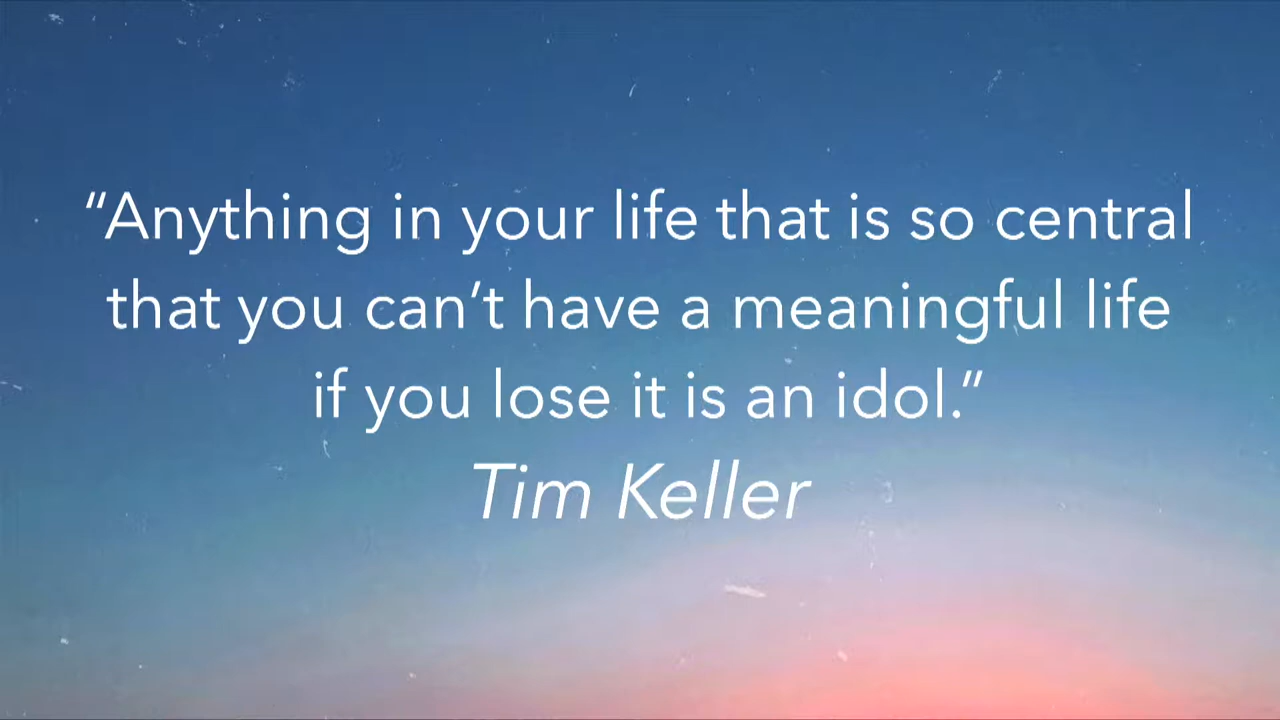 “Anything in your life that is so central
that you can’t have a meaningful life
if you lose it is an idol.”
Tim Keller